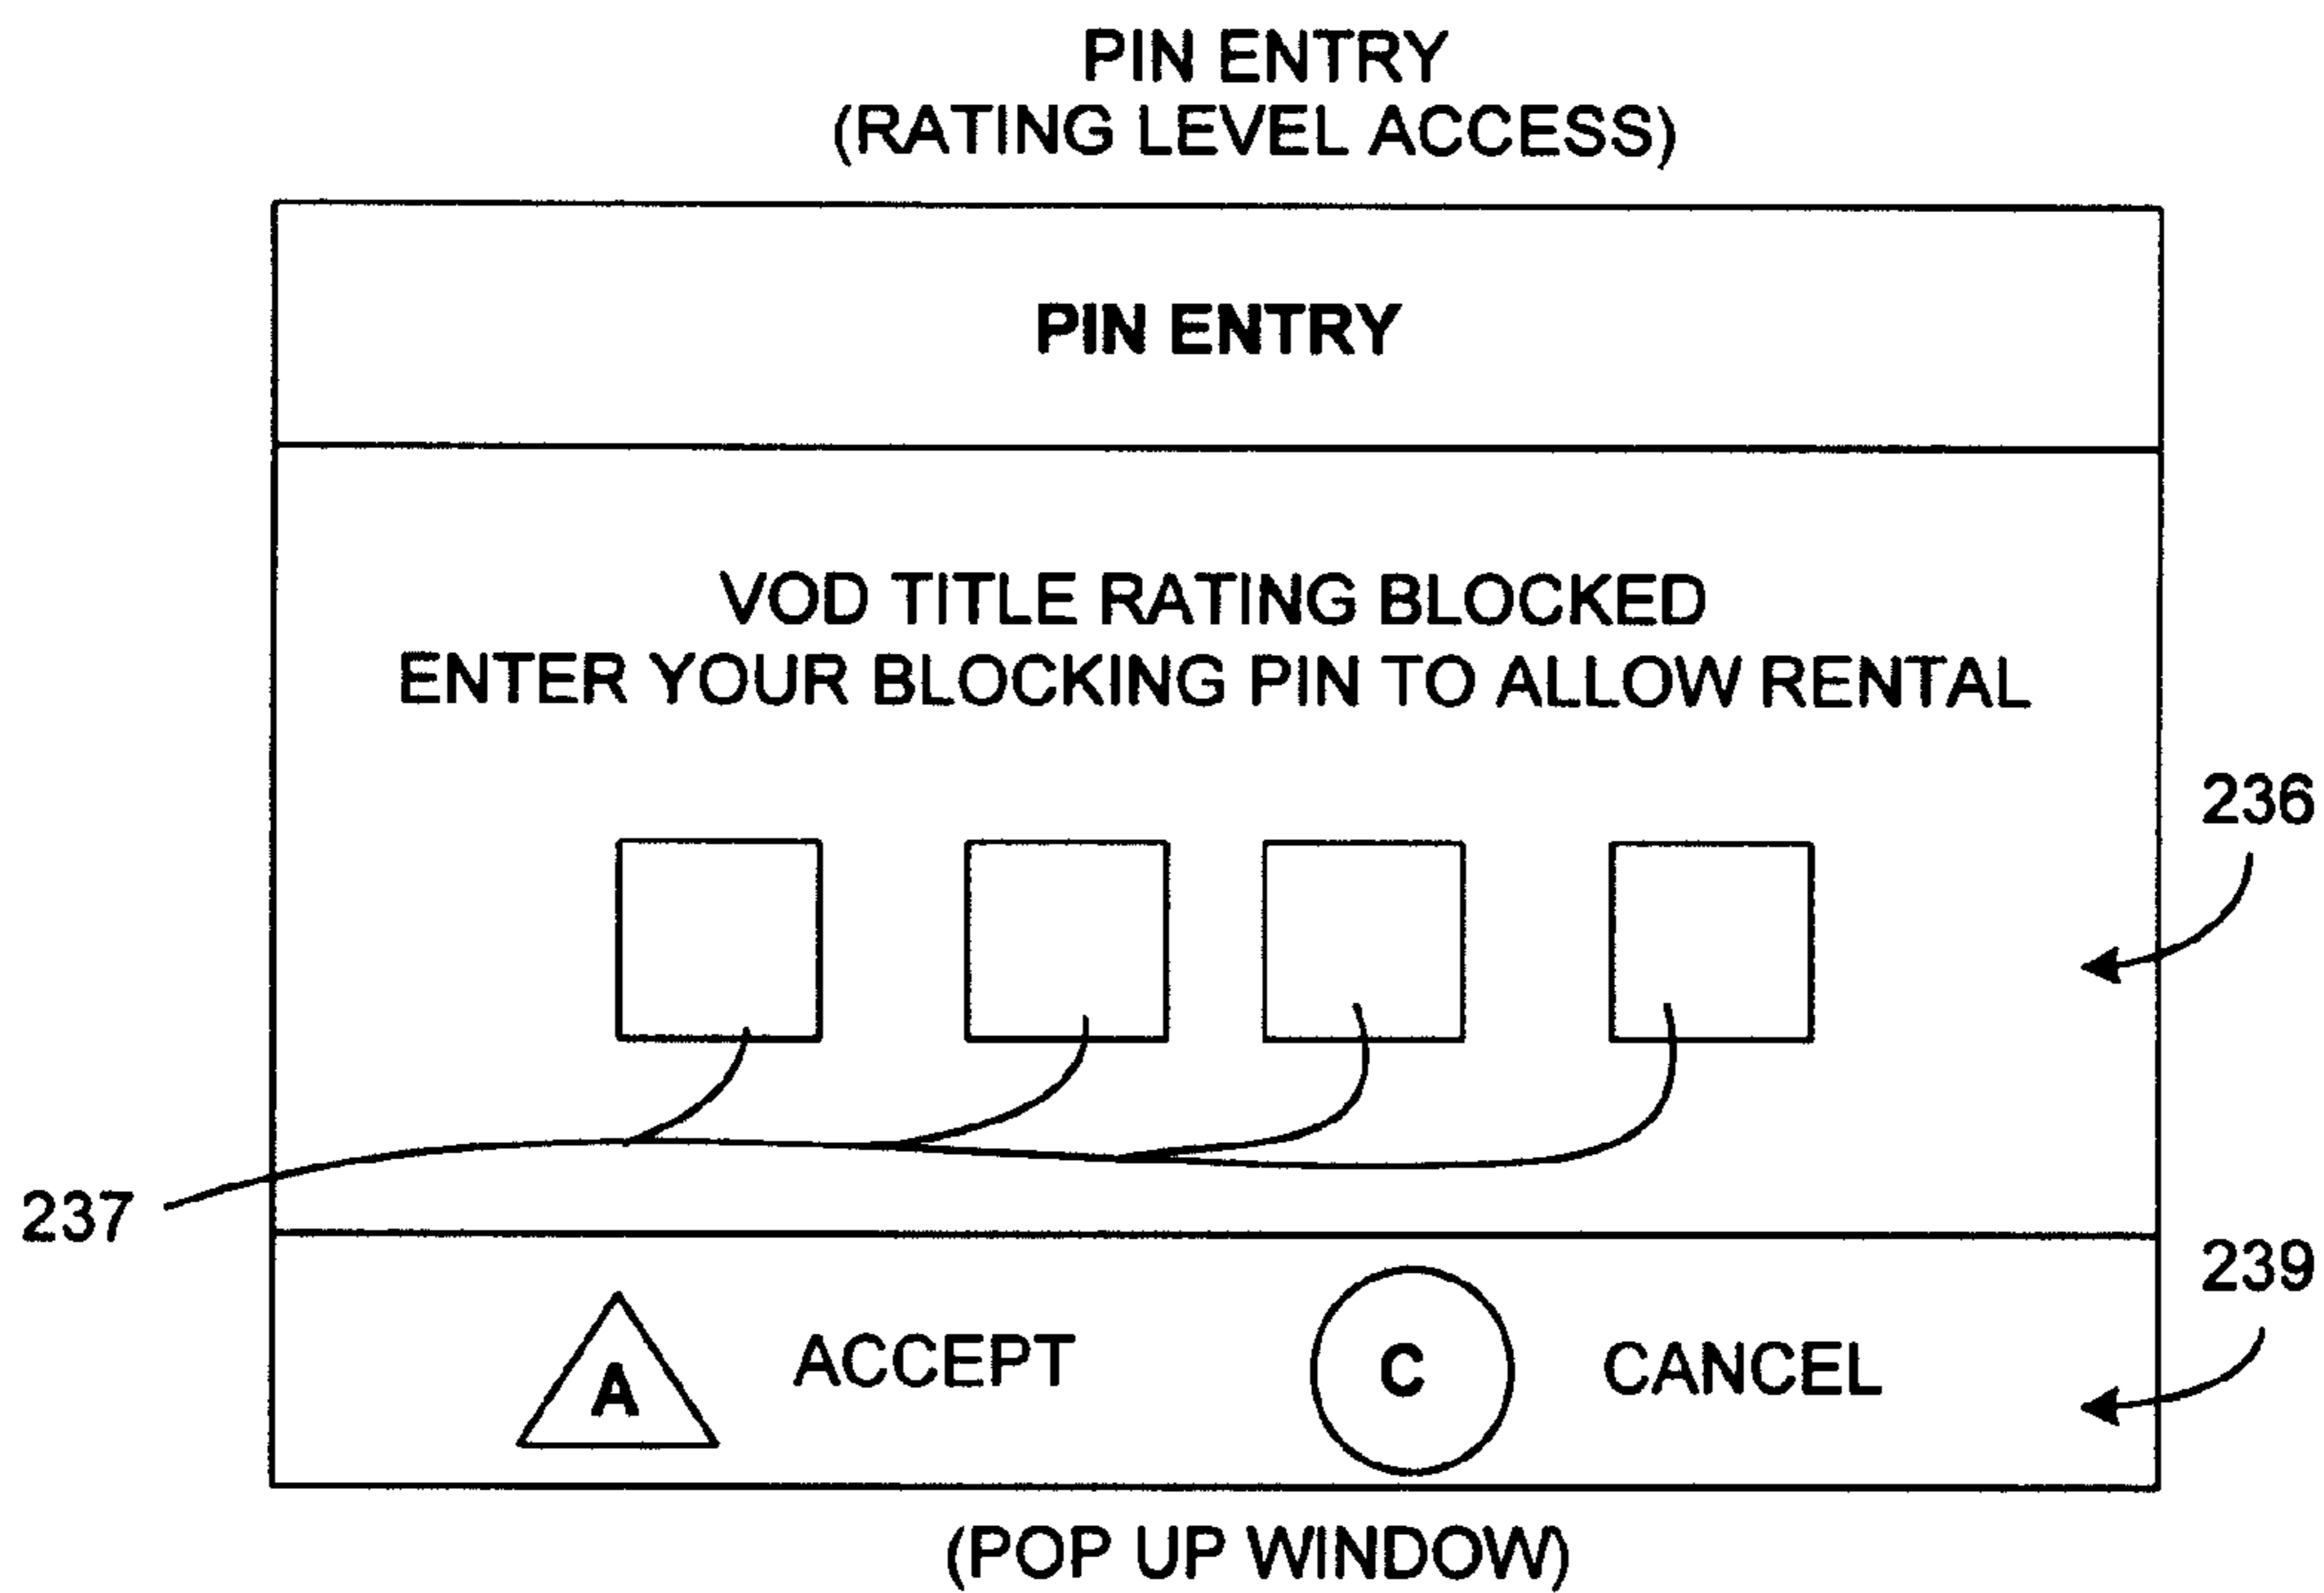 PIN ENTRY
(RATING LEVEL ACCESS)
PIN ENTRY
VOD TITLE RATING BLOCKED
ENTER YOUR BLOCKING PIN TO ALLOW RENTAL
236
237
239
A ACCEPT C CANCEL
(POP UP WINDOW)